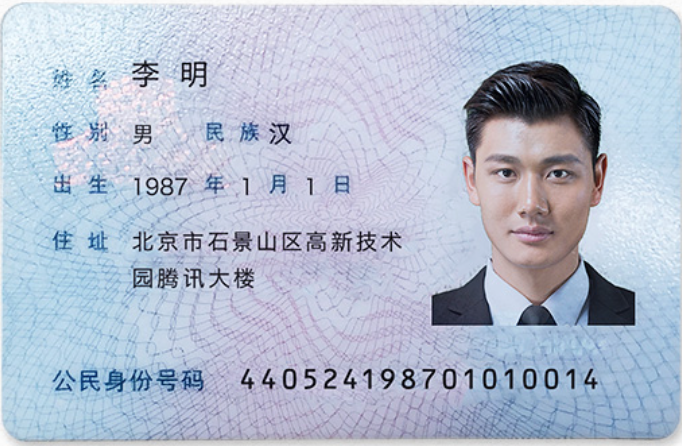 姓名 李明
性别 男 民族 汉
出生 1987 年 1 月 1 日
住址 北京市石景山区高新技术
园腾讯大楼
公民身份号码 440524198701010014